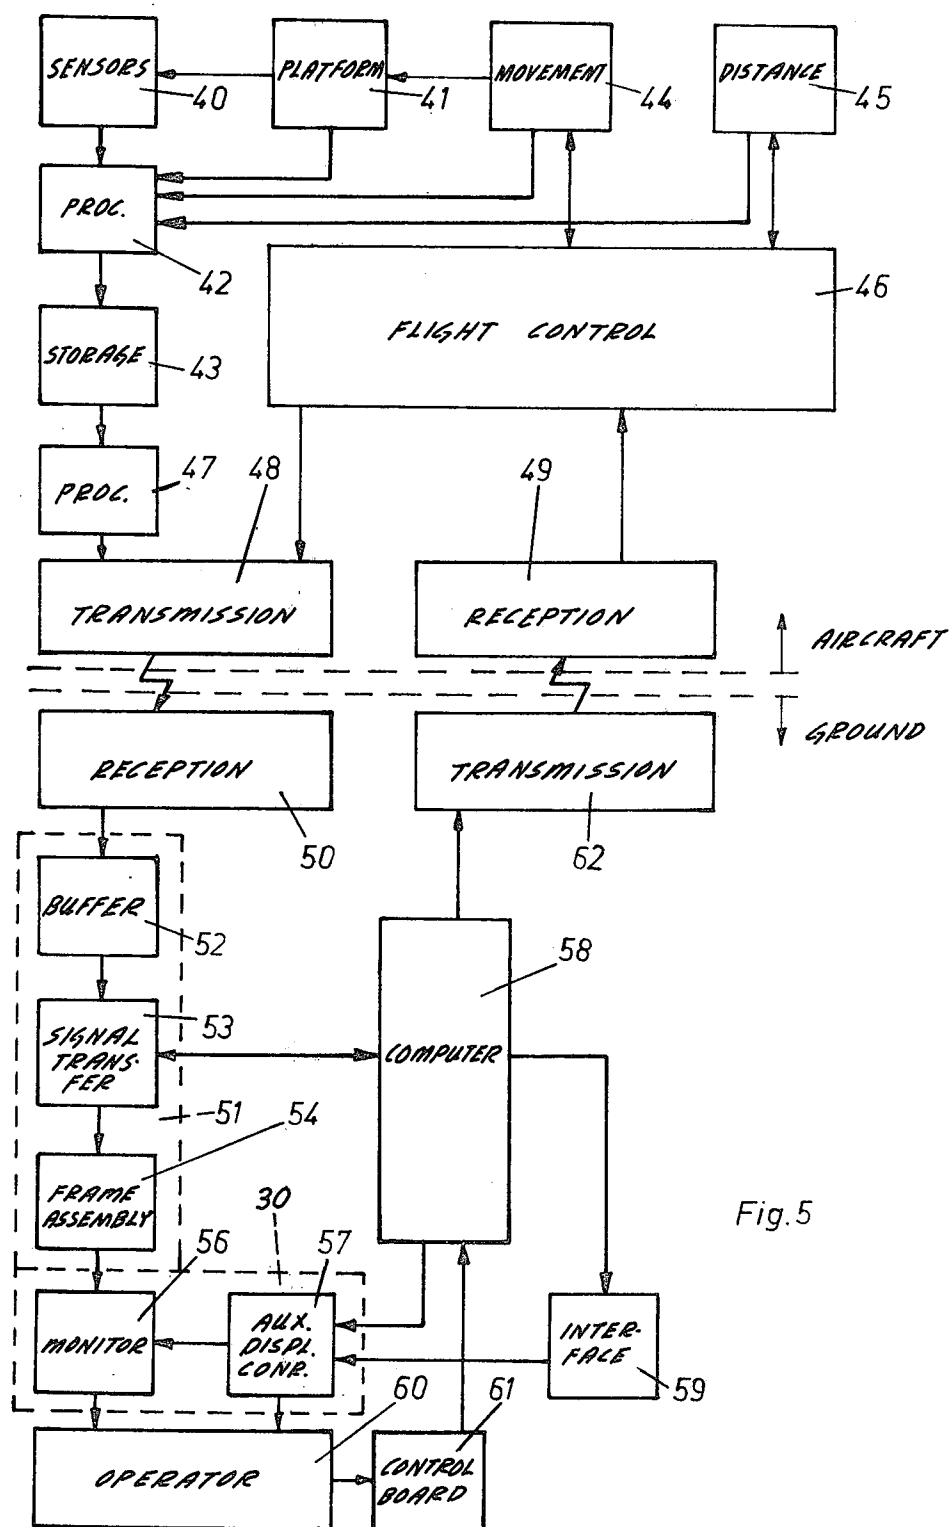 SENSORS
40
PLATFORM
41
MOVEMENT
44
DISTANCE
45
PROC.
42
46
FLIGHT CONTROL
STORAGE
43
47
PROC.
48
49
TRANSMISSION
RECEPTION
AIRCRAFT
GROUND
RECEPTION
50
TRANSMISSION
62
BUFFER
52
58
53
SIGNAL
TRANS-
FER
COMPUTER
51
54
FRAME
ASSEMBLY
30
Fig.5
56
57
MONITOR
AUX.
DISPL.
CONR.
INTER-
FACE
59
60
61
OPERATOR
CONTROL
BOARD